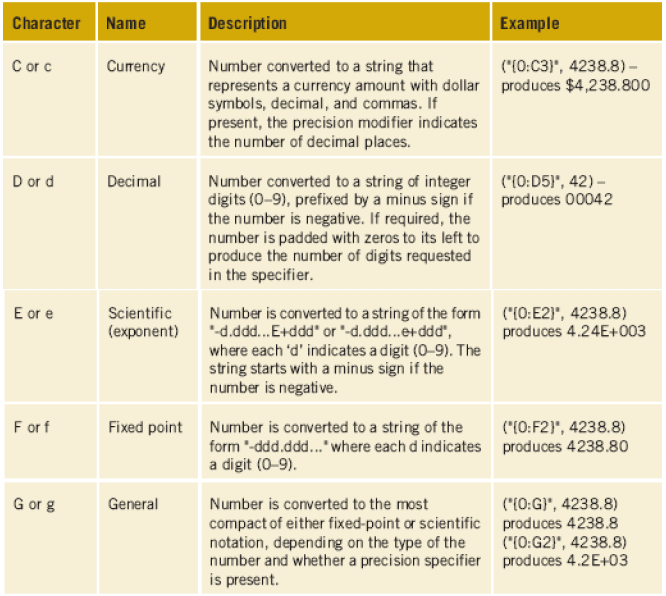 Character Name Description Example
C or c Currency Number converted to a string that ("{0:C3}", 4238.8) –
represents a currency amount with dollar produces $4,238.800
symbols, decimal, and commas. If
present, the precision modifier indicates
the number of decimal places.
D or d Decimal Number converted to a string of integer ("{0:D5}", 42) –
digits (0–9), prefixed by a minus sign if produces 00042
the number is negative. If required, the
number is padded with zeros to its left to
produce the number of digits requested
in the specifier.
E or e Scientific Number is converted to a string of the form ("{0:E2}", 4238.8)
(exponent) "-d.ddd...E+ddd" or "-d.ddd...e+ddd", produces 4.24E+003
where each ‘d’ indicates a digit (0–9). The
string starts with a minus sign if the
number is negative.
F or f Fixed point Number is converted to a string of the ("{0:F2}", 4238.8)
form "-ddd.ddd..." where each d indicates produces 4238.80
a digit (0–9).
G or g General Number is converted to the most ("{0:G}", 4238.8)
compact of either fixed-point or scientific produces 4238.8
notation, depending on the type of the ("{0:G2}", 4238.8)
number and whether a precision specifier produces 4.2E+03
is present.